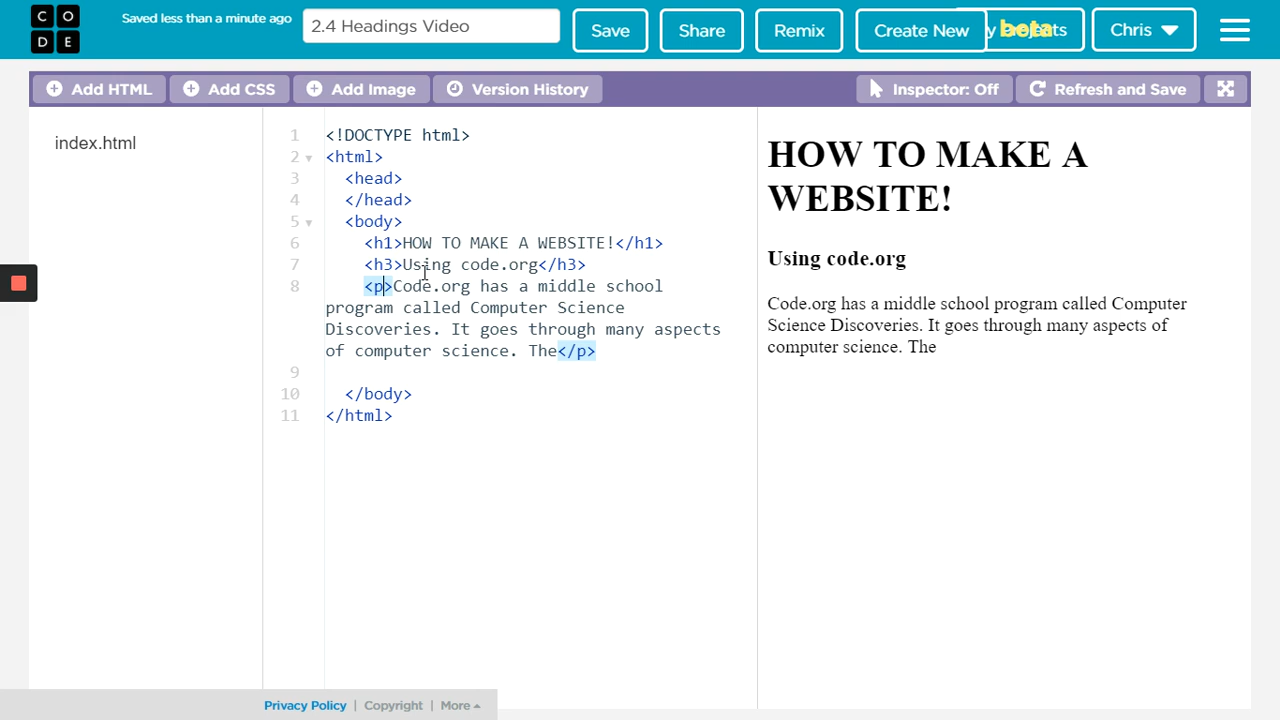 C O
D E
Saved less than a minute ago
2.4 Headings Video
Save
Share
Remix
Create New
beta
Chris
Add HTML
Add CSS
Add Image
Version History
Inspector: Off
Refresh and Save
index.html
1 <!DOCTYPE html>
2 <html>
3 <head>
4 </head>
5 <body>
6 <h1>HOW TO MAKE A WEBSITE!</h1>
7 <h3>Using code.org</h3>
8 <p>Code.org has a middle school
program called Computer Science
Discoveries. It goes through many aspects
of computer science. The</p>
9
10 </body>
11 </html>
HOW TO MAKE A
WEBSITE!
Using code.org
Code.org has a middle school program called Computer
Science Discoveries. It goes through many aspects of
computer science. The
Privacy Policy | Copyright | More